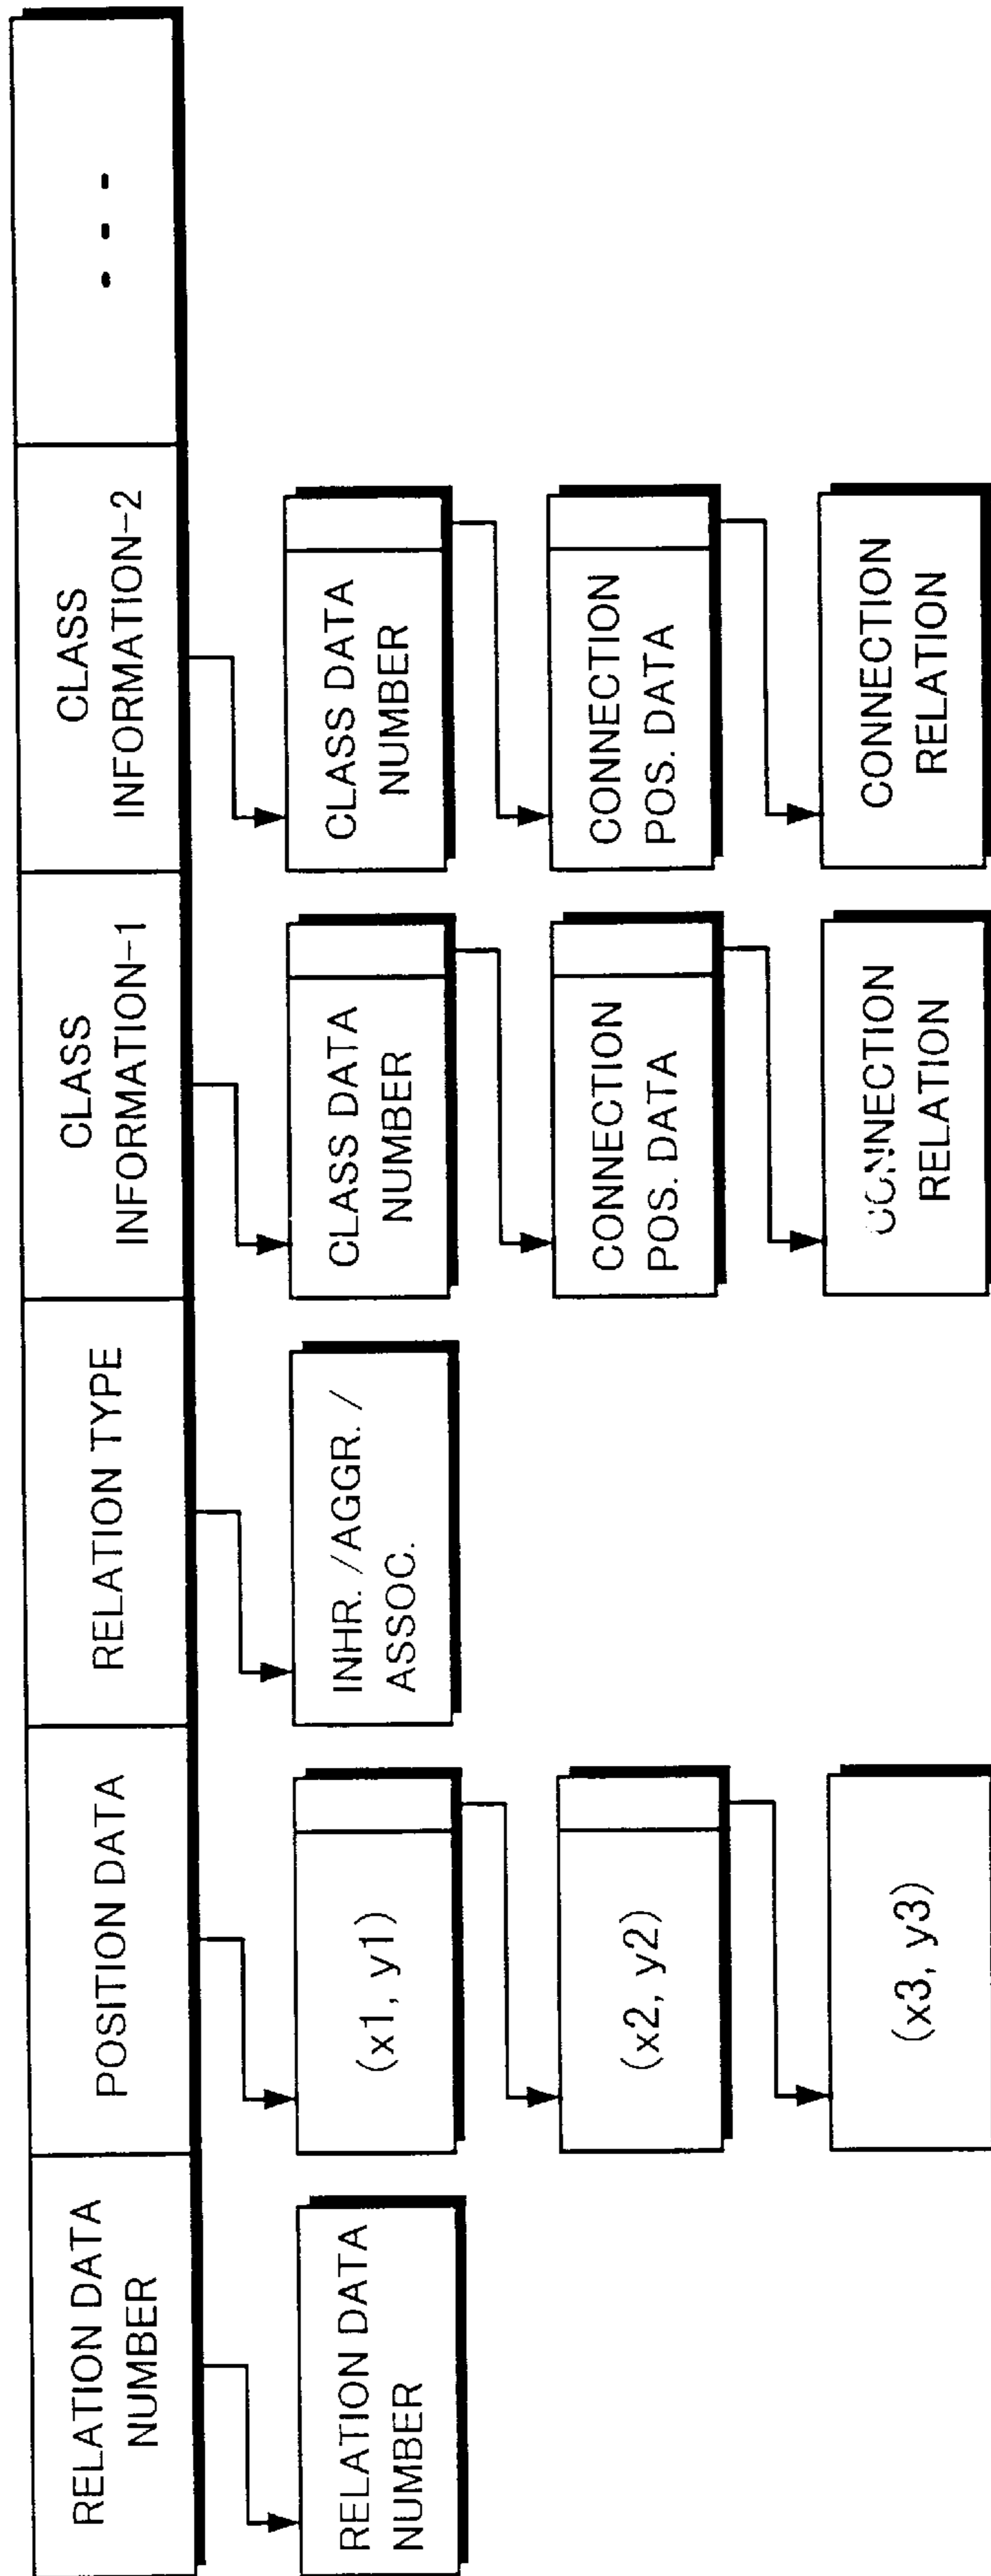 RELATION DATA
NUMBER
POSITION DATA
RELATION TYPE
CLASS
INFORMATION-1
CLASS
INFORMATION-2
...
RELATION DATA
NUMBER
(x1, y1)
INHR./AGGR./
ASSOC.
CLASS DATA
NUMBER
CLASS DATA
NUMBER
(x2, y2)
CONNECTION
POS. DATA
CONNECTION
POS. DATA
(x3, y3)
CONNECTION
RELATION
CONNECTION
RELATION